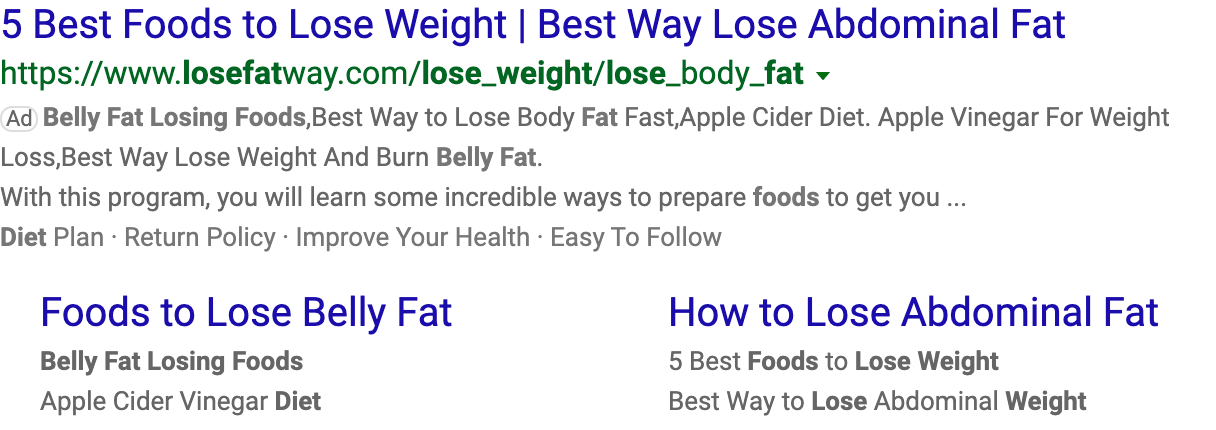 5 Best Foods to Lose Weight | Best Way Lose Abdominal Fat
https://www.losefatway.com/lose_weight/lose_body_fat
Ad Belly Fat Losing Foods,Best Way to Lose Body Fat Fast,Apple Cider Diet. Apple Vinegar For Weight
Loss,Best Way Lose Weight And Burn Belly Fat.
With this program, you will learn some incredible ways to prepare foods to get you ...
Diet Plan · Return Policy · Improve Your Health · Easy To Follow
Foods to Lose Belly Fat
Belly Fat Losing Foods
Apple Cider Vinegar Diet
How to Lose Abdominal Fat
5 Best Foods to Lose Weight
Best Way to Lose Abdominal Weight